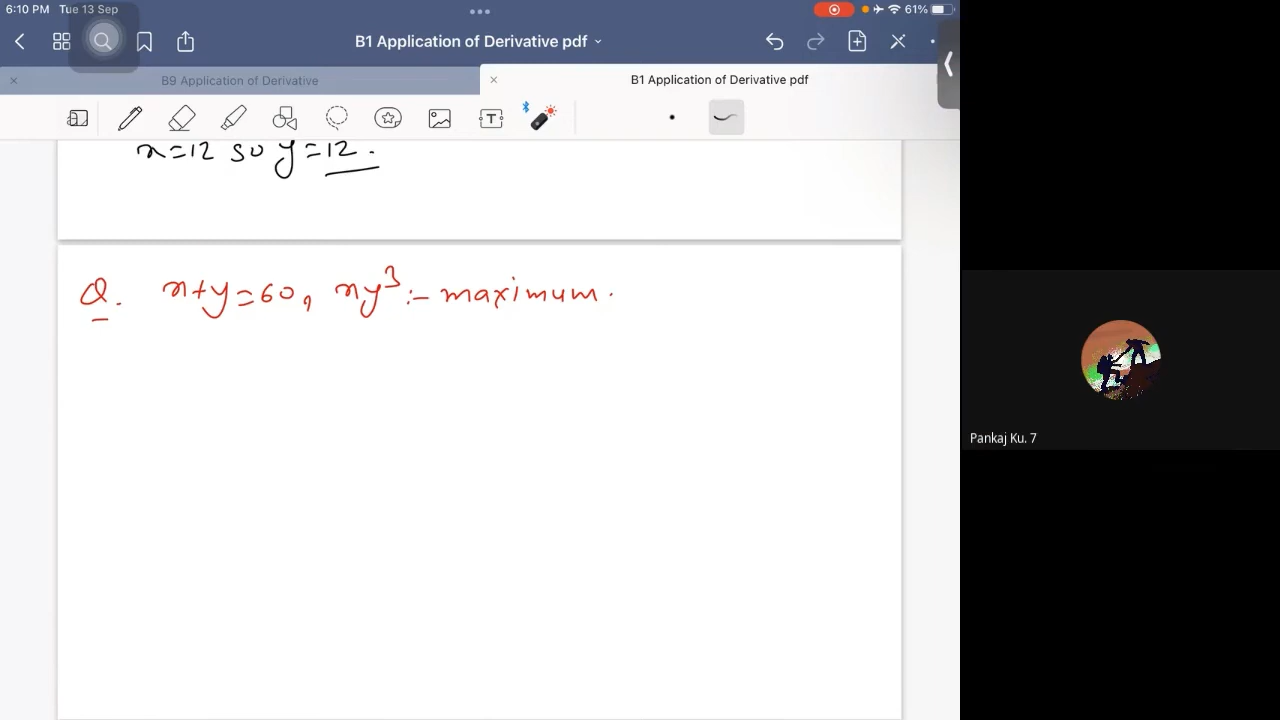 6:10 PM Tue 13 Sep
61%
B1 Application of Derivative pdf
B9 Application of Derivative
B1 Application of Derivative pdf
T
x=12 so y=12.
Q. x+y=60, xy³:- maximum.
Pankaj Ku. 7